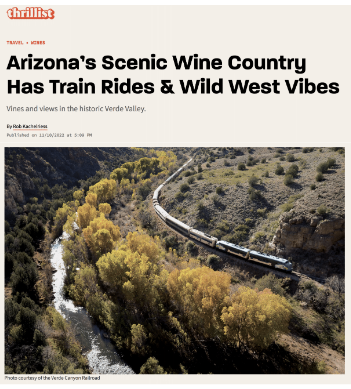 thrillist
TRAVEL • WINES
Arizona's Scenic Wine Country
Has Train Rides & Wild West Vibes
Vines and views in the historic Verde Valley.
By Rob Kachelriess
Published on 12/10/2022 at 3:00 PM
Photo courtesy of the Verde Canyon Railroad